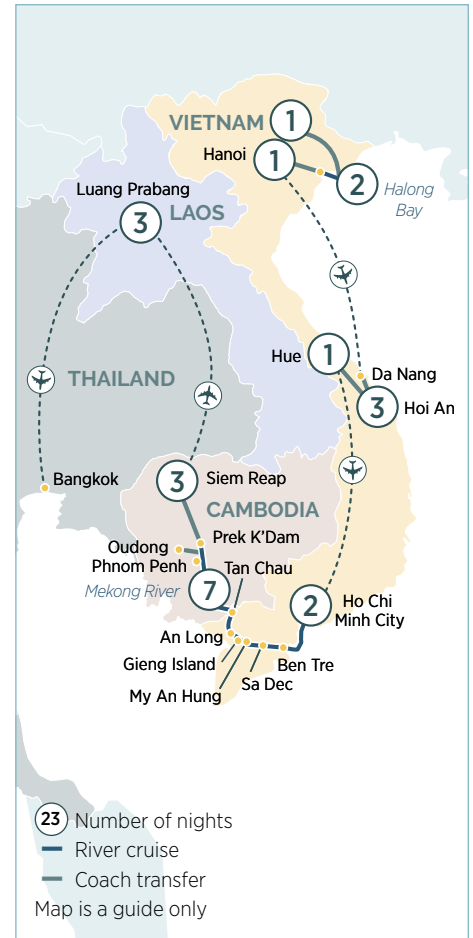 VIETNAM
1
Hanoi
1
2
Halong
Bay
Luang Prabang
3
LAOS
Hue
1
Da Nang
3
Hoi An
THAILAND
Bangkok
3
Siem Reap
CAMBODIA
Prek K’Dam
Oudong
Phnom Penh
Tan Chau
Mekong River
7
2
Ho Chi
Minh City
An Long
Gieng Island
Ben Tre
Sa Dec
My An Hung
23 Number of nights
River cruise
Coach transfer
Map is a guide only